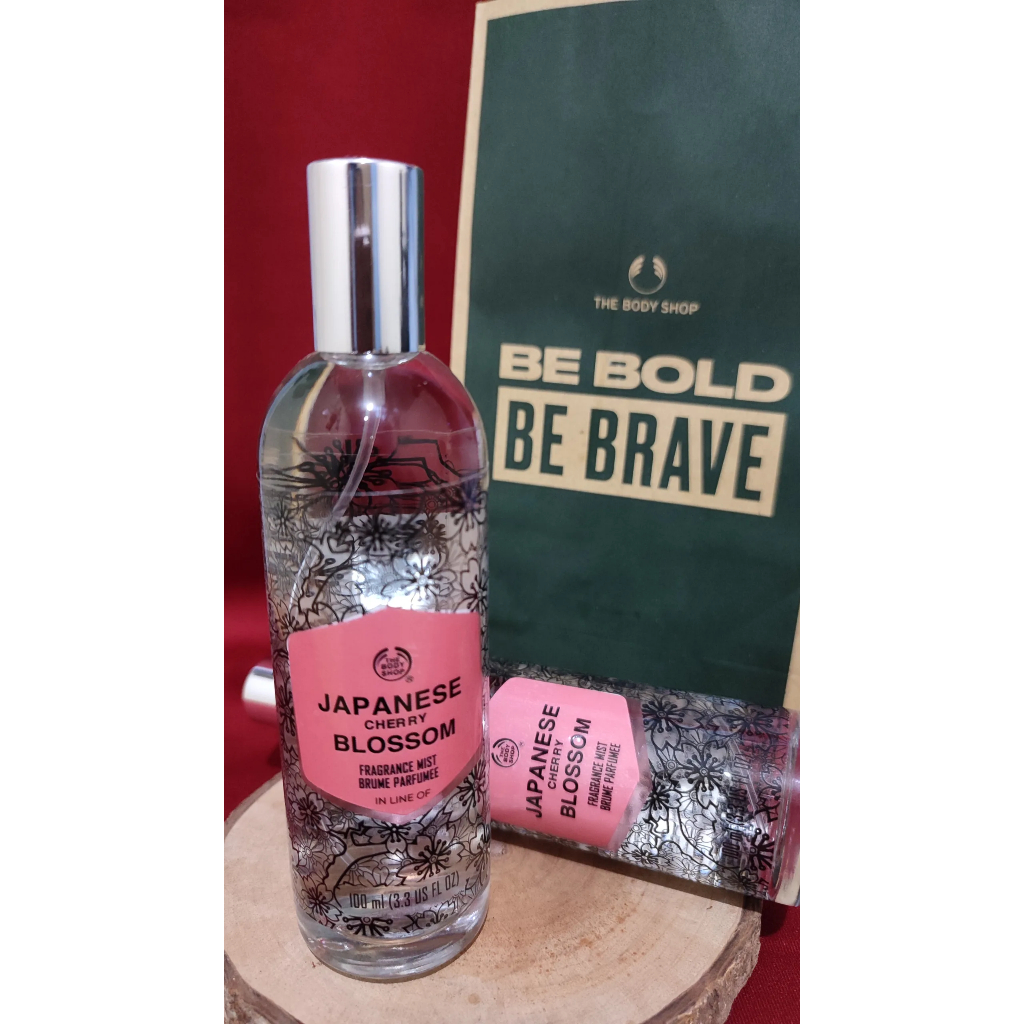 THE BODY SHOP
BE BOLD
BE BRAVE
THE
BODY
SHOP
®
JAPANESE
CHERRY
BLOSSOM
FRAGRANCE MIST
BRUME PARFUMEE
IN LINE OF
100 ml (3.3 US FL OZ)
THE
BODY
SHOP
JAPANESE
CHERRY
BLOSSOM
FRAGRANCE MIST
BRUME PARFUMEE